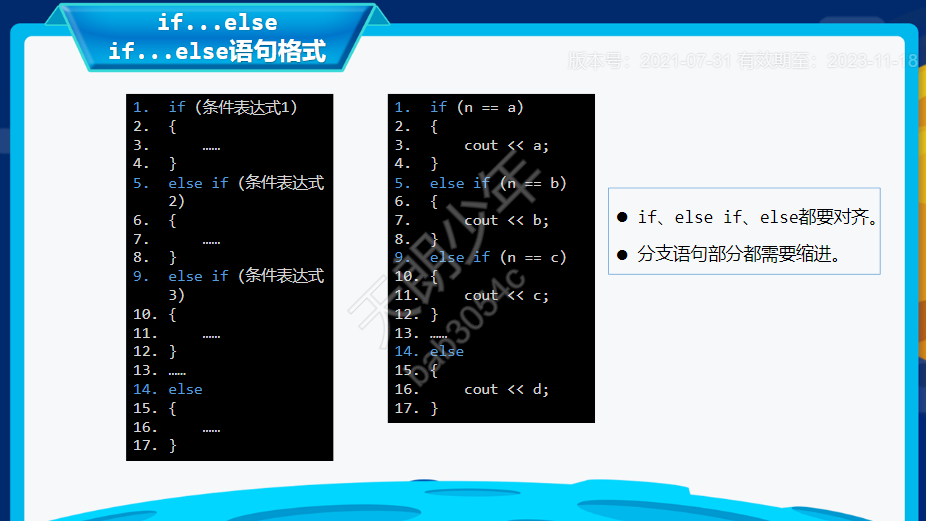 if...else
if...else语句格式
版本号：2021-07-31 有效期至：2023-11-18
1. if (条件表达式1)
2. {
3. ……
4. }
5. else if (条件表达式
2)
6. {
7. ……
8. }
9. else if (条件表达式
3)
10. {
11. ……
12. }
13. ……
14. else
15. {
16. ……
17. }
1. if (n == a)
2. {
3. cout << a;
4. }
5. else if (n == b)
6. {
7. cout << b;
8. }
9. else if (n == c)
10. {
11. cout << c;
12. }
13. ……
14. else
15. {
16. cout << d;
17. }
● if、else if、else都要对齐。
● 分支语句部分都需要缩进。
天朗少年
bab3054c